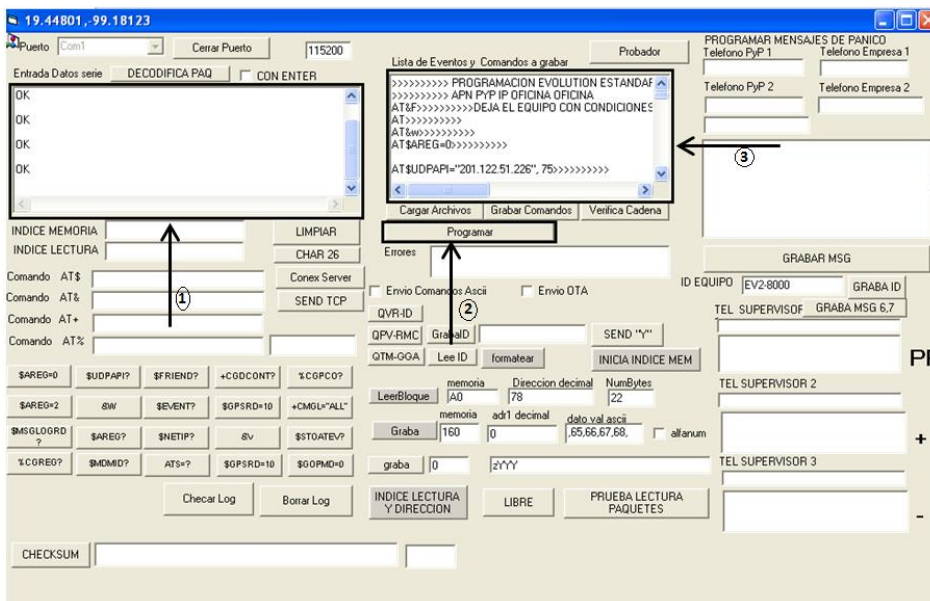 19.44801,-99.18123
Puerto Com1 Cerrar Puerto 115200
Entrada Datos serie DECODIFICA PAQ CON ENTER
OK
OK
OK
OK
INDICE MEMORIA LIMPIAR
INDICE LECTURA CHAR 26
Comando AT$ Conex Server
Comando AT& SEND TCP
Comando AT+
Comando AT%
1
$AREG=0 $UDPAPI? $FRIEND? +CGDCONT? %CGPCO?
$AREG=2 &W $EVENT? $GPSRD=10 +CMGL="ALL"
$MSGLOGRD? $AREG? $NETIP? &V $STOATEV?
%CGREG? $MDMID? ATS=? $GPSRD=10 $GOPMD=0
Checar Log Borrar Log
CHECKSUM
Probador
Lista de Eventos y Comandos a grabar
>>>>>>>>>> PROGRAMACION EVOLUTION ESTANDAR
>>>>>>>>>> APN PYP IP OFICINA OFICINA
AT&F>>>>>>>>>>DEJA EL EQUIPO CON CONDICIONES
AT>>>>>>>>>>
AT&w>>>>>>>>>>
AT$AREG=0>>>>>>>>>>
AT$UDPAPI="201.122.51.226", 75>>>>>>>>>>
3
Cargar Archivos Grabar Comandos Verifica Cadena
Programar
Errores
Envio Comandos Ascii Envio OTA
2
QVR-ID
QPV-RMC GrabaID SEND "Y"
QTM-GGA Lee ID formatear INICIA INDICE MEM
memoria Direccion decimal NumBytes
LeerBloque A0 78 22
memoria adr1 decimal dato val ascii
Graba 160 0 ,65,66,67,68, alfanum
graba 0 zYYY
INDICE LECTURA Y DIRECCION LIBRE PRUEBA LECTURA PAQUETES
PROGRAMAR MENSAJES DE PANICO
Telefono PyP 1 Telefono Empresa 1
Telefono PyP 2 Telefono Empresa 2
GRABAR MSG
ID EQUIPO EV2-8000 GRABA ID
TEL SUPERVISOR GRABA MSG 6,7
TEL SUPERVISOR 2
+
TEL SUPERVISOR 3
-